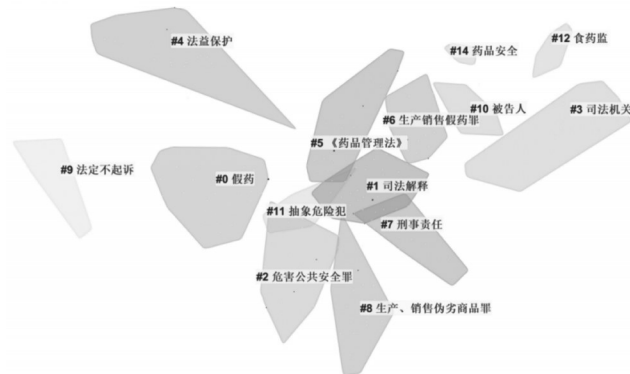 #4 法益保护
#12 食药监
#14 药品安全
#3 司法机关
#10 被告人
#6 生产销售假药罪
#5 《药品管理法》
#9 法定不起诉
#0 假药
#1 司法解释
#11 抽象危险犯
#7 刑事责任
#2 危害公共安全罪
#8 生产、销售伪劣商品罪